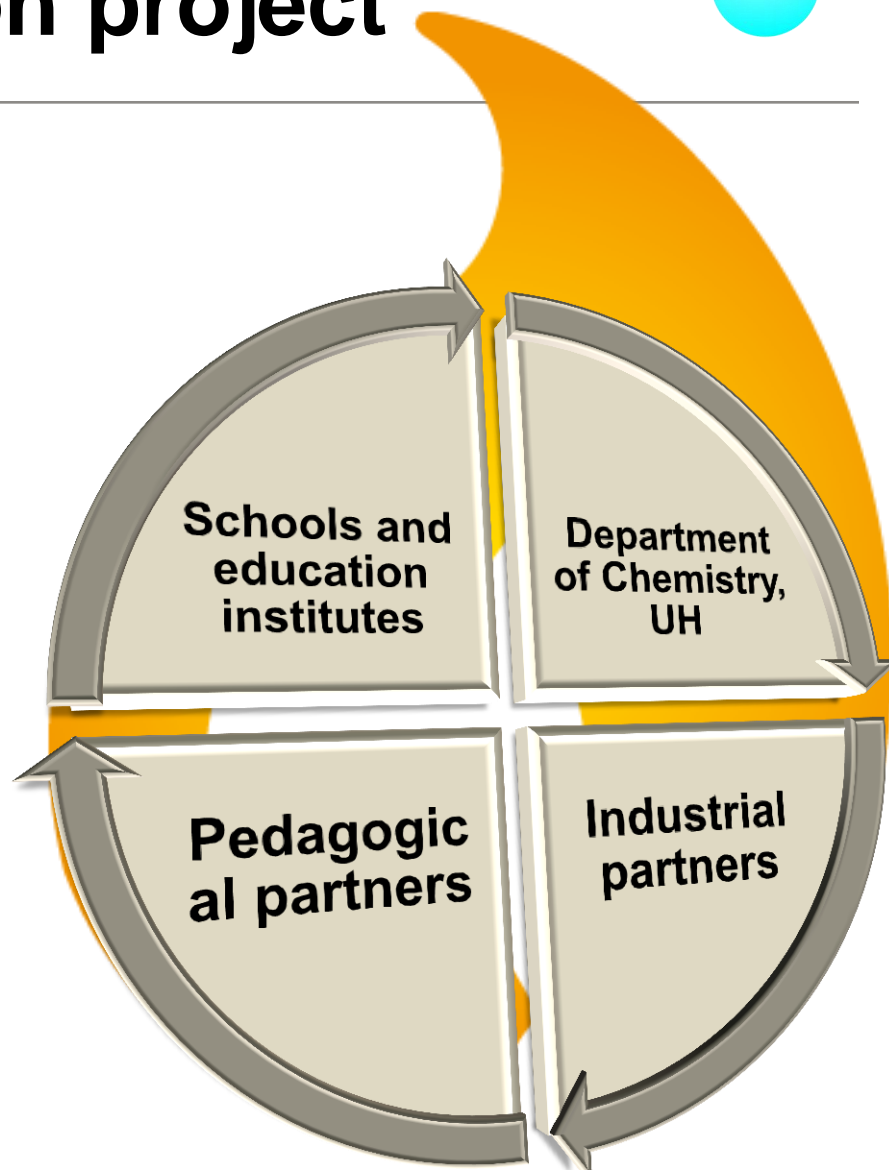 n project
Schools and
education
institutes
Department
of Chemistry,
UH
Pedagogic
al partners
Industrial
partners